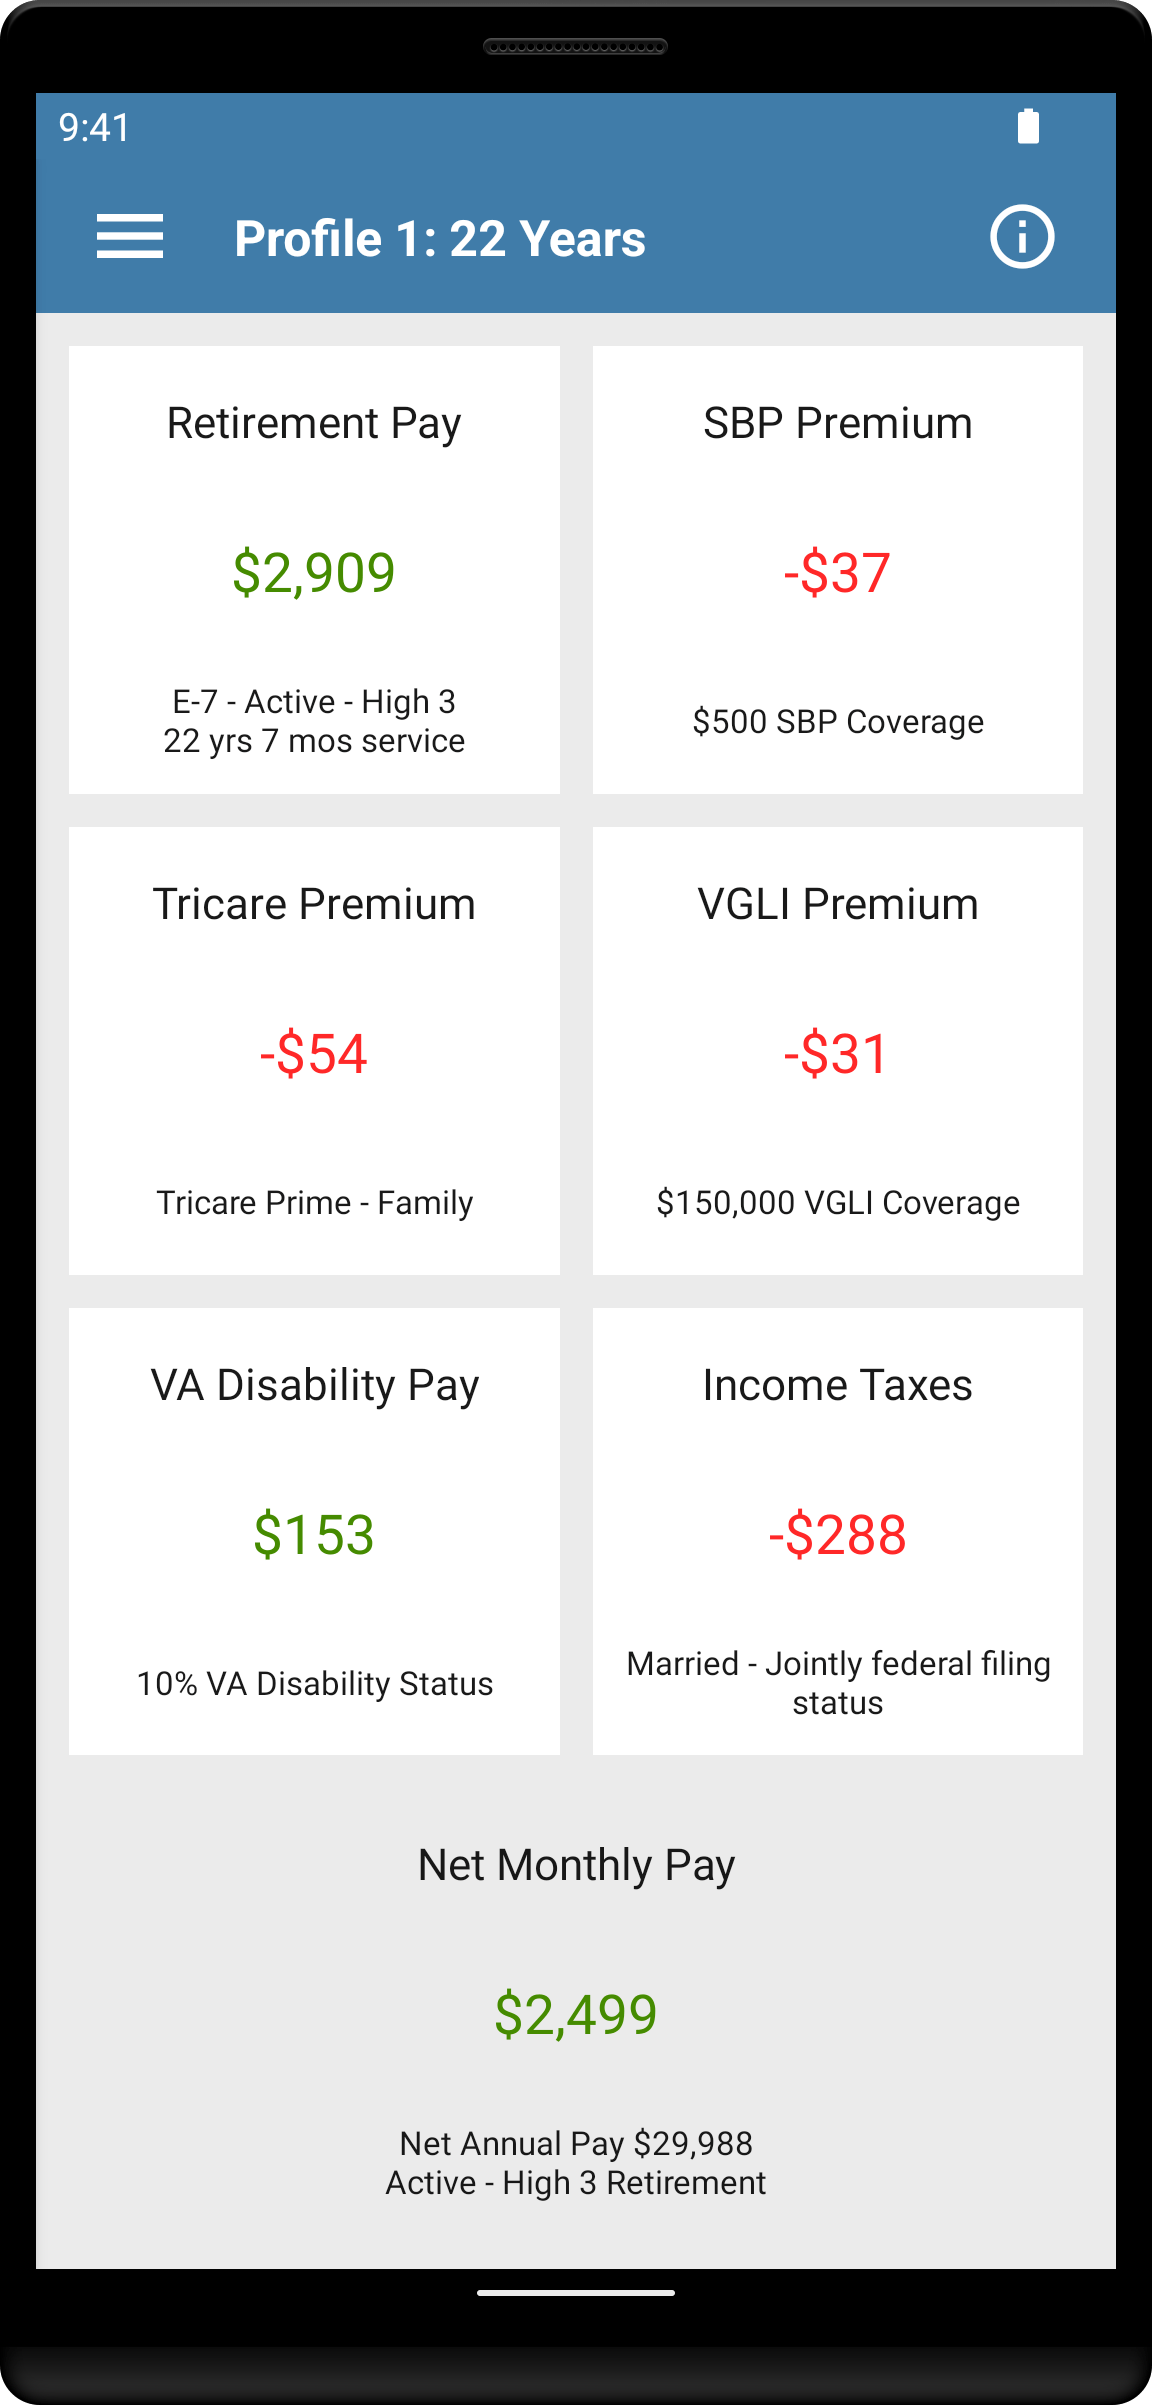 9:41
Profile 1: 22 Years
Retirement Pay
$2,909
E-7 - Active - High 3
22 yrs 7 mos service
SBP Premium
-$37
$500 SBP Coverage
Tricare Premium
-$54
Tricare Prime - Family
VGLI Premium
-$31
$150,000 VGLI Coverage
VA Disability Pay
$153
10% VA Disability Status
Income Taxes
-$288
Married - Jointly federal filing
status
Net Monthly Pay
$2,499
Net Annual Pay $29,988
Active - High 3 Retirement